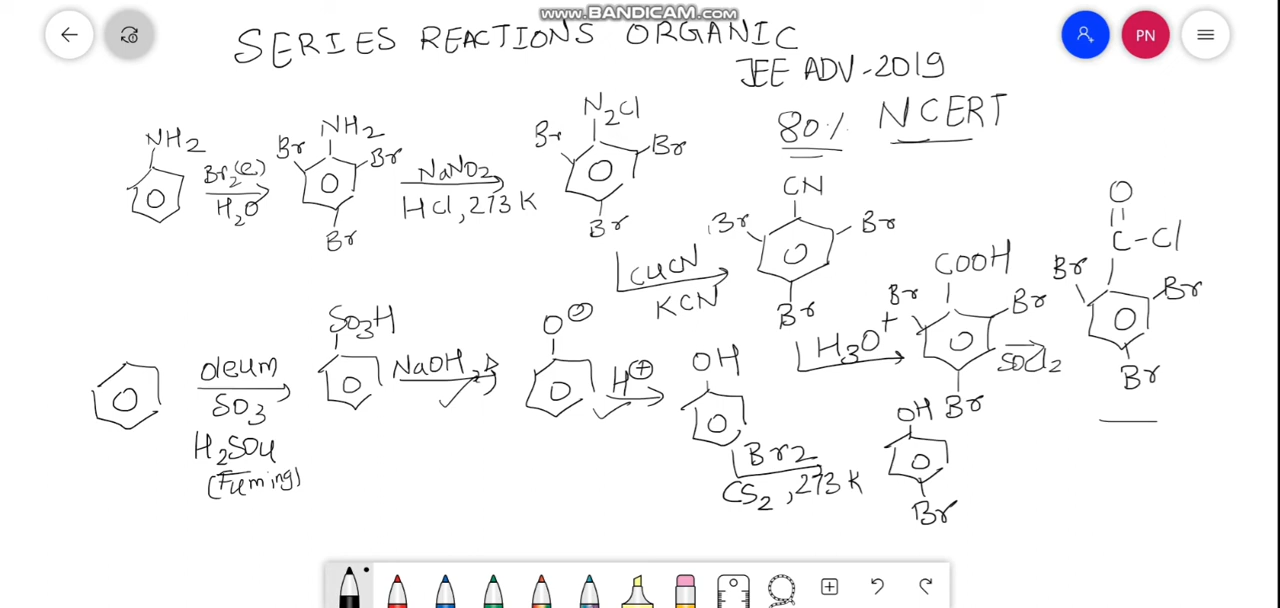 WWW.BANDICAM.COM
SERIES REACTIONS ORGANIC
JEE ADV-2019
PN
80% NCERT
NH2
Br2(l)
H2O
NH2
Br
Br
Br
NaNO2
HCl, 273 K
N2Cl
Br
Br
Br
CuCN
KCN
CN
Br
Br
Br
H3O+
COOH
Br
Br
Br
SOCl2
O
C-Cl
Br
Br
Br
oleum
SO3
H2SO4
(Fuming)
SO3H
NaOH, Δ
O⊖
H⊕
OH
Br2
CS2, 273 K
OH
Br